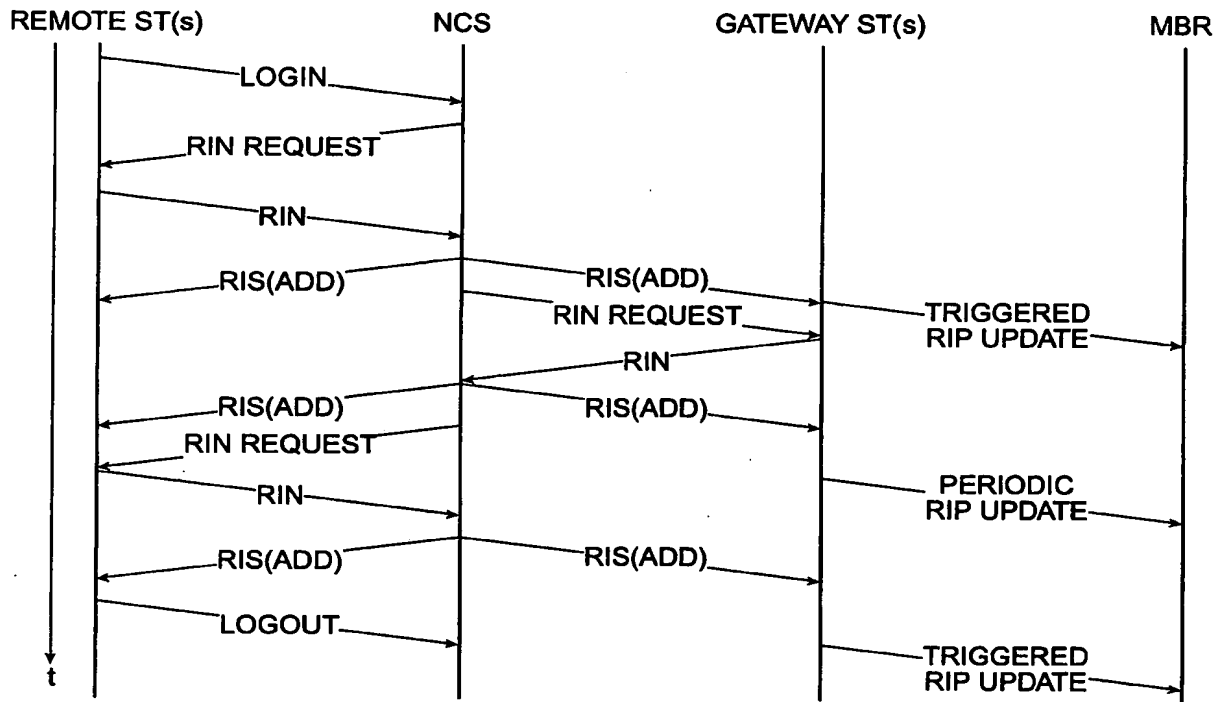 REMOTE ST(s)
NCS
GATEWAY ST(s)
MBR
LOGIN
RIN REQUEST
RIN
RIS(ADD)
RIS(ADD)
RIN REQUEST
TRIGGERED
RIP UPDATE
RIN
RIS(ADD)
RIS(ADD)
RIN REQUEST
RIN
PERIODIC
RIP UPDATE
RIS(ADD)
RIS(ADD)
LOGOUT
TRIGGERED
RIP UPDATE
t